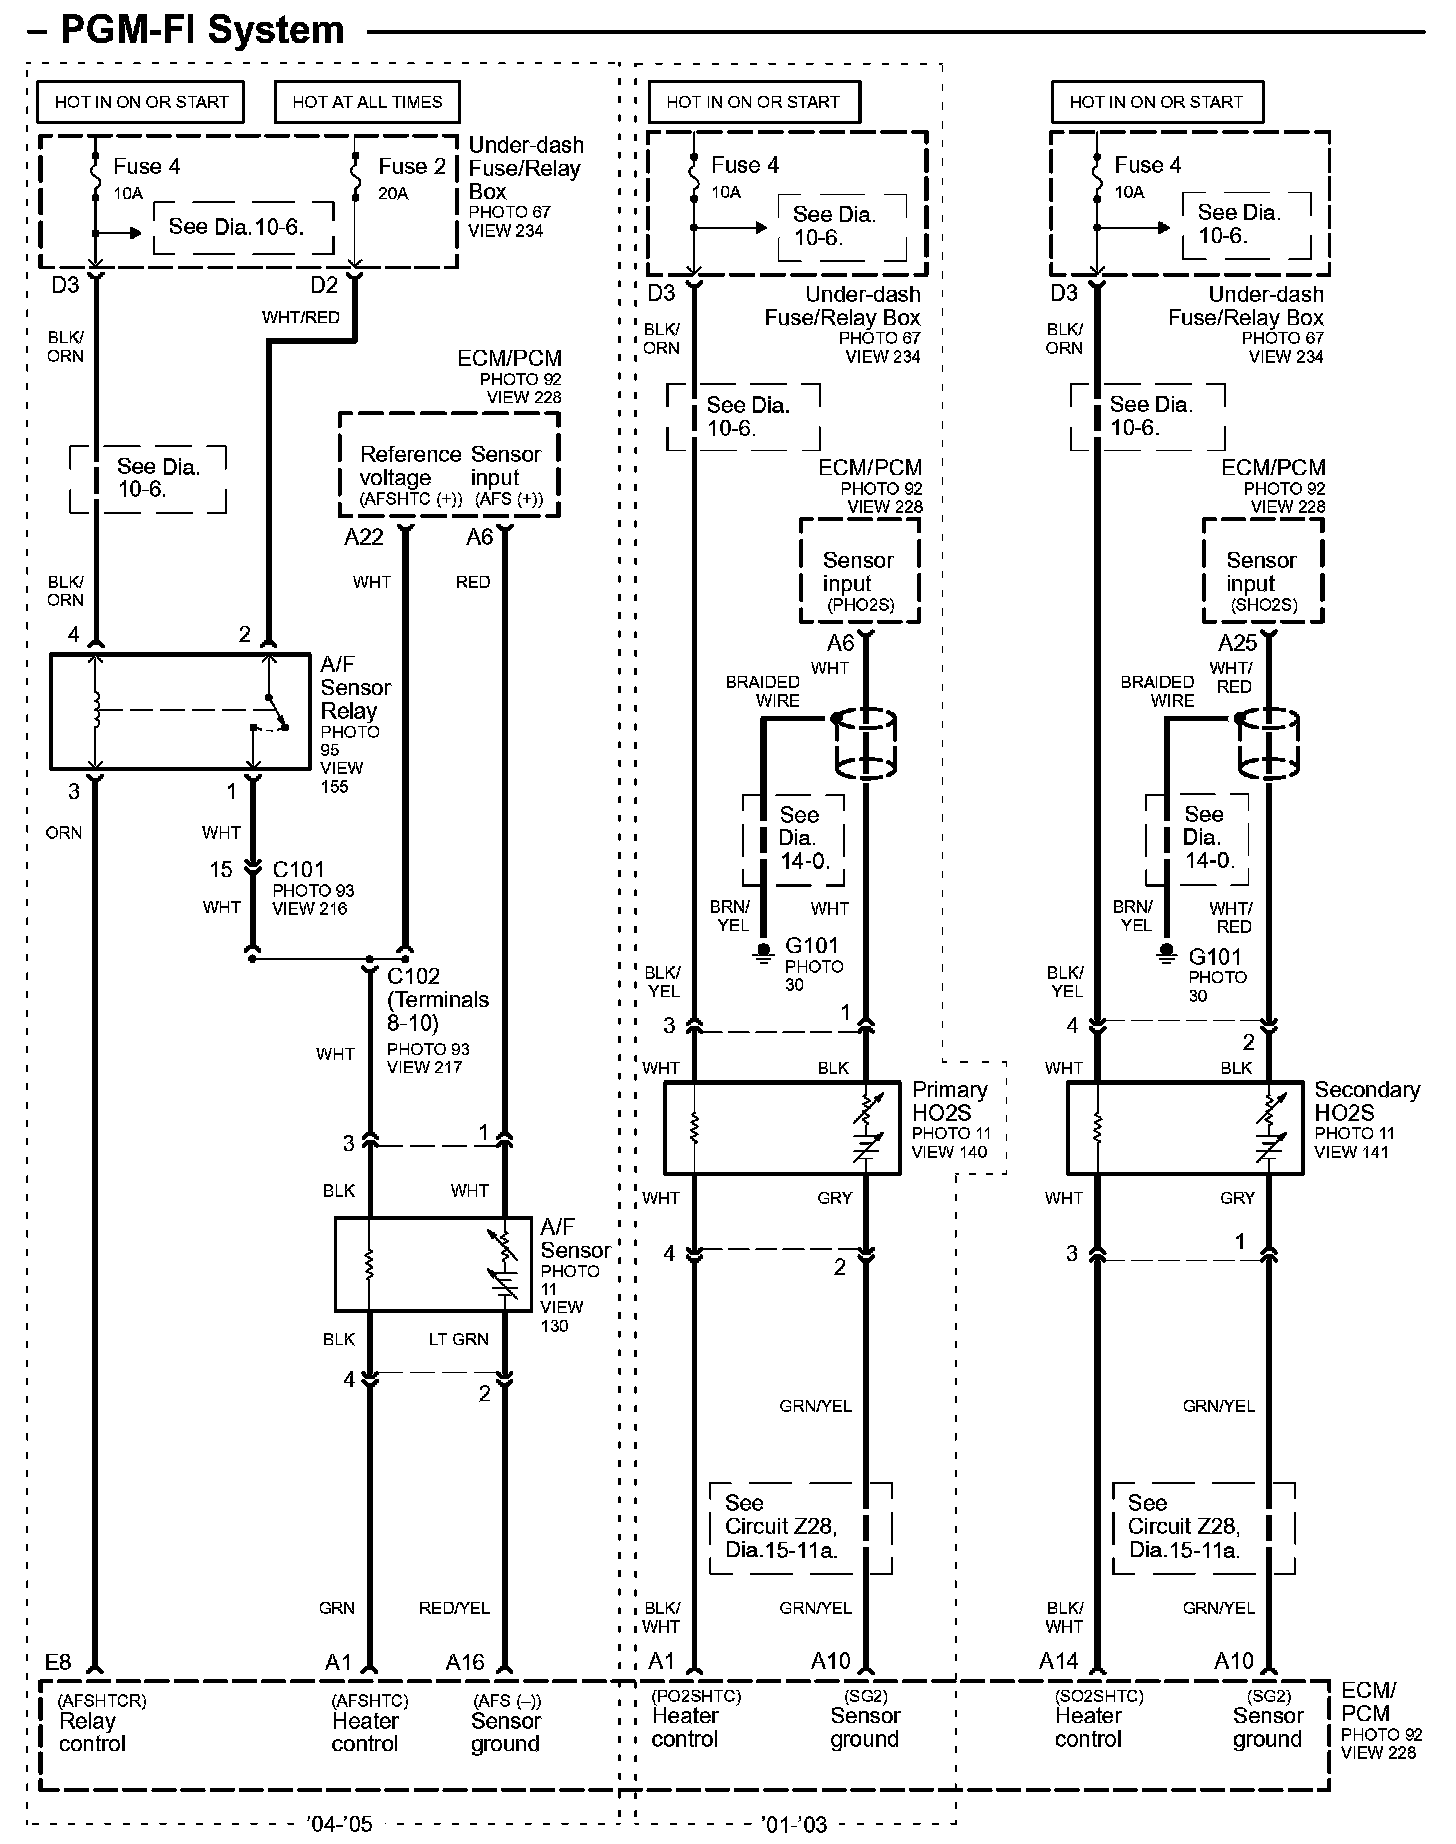 – PGM-FI System
HOT IN ON OR START
HOT AT ALL TIMES
Fuse 4
10A
See Dia. 10-6.
Fuse 2
20A
Under-dash
Fuse/Relay
Box
PHOTO 67
VIEW 234
D3
D2
BLK/
ORN
WHT/RED
ECM/PCM
PHOTO 92
VIEW 228
Reference
voltage
(AFSHTC (+))
Sensor
input
(AFS (+))
See Dia.
10-6.
A22
A6
WHT
RED
BLK/
ORN
4
2
A/F
Sensor
Relay
PHOTO
95
VIEW
155
3
1
ORN
WHT
15
C101
PHOTO 93
VIEW 216
WHT
C102
(Terminals
8-10)
PHOTO 93
VIEW 217
WHT
3
1
BLK
WHT
A/F
Sensor
PHOTO
11
VIEW
130
BLK
LT GRN
4
2
GRN
RED/YEL
E8
A1
A16
(AFSHTCR)
Relay
control
(AFSHTC)
Heater
control
(AFS (–))
Sensor
ground
'04-'05
HOT IN ON OR START
Fuse 4
10A
See Dia.
10-6.
D3
Under-dash
Fuse/Relay Box
PHOTO 67
VIEW 234
BLK/
ORN
See Dia.
10-6.
ECM/PCM
PHOTO 92
VIEW 228
Sensor
input
(PHO2S)
A6
WHT
BRAIDED
WIRE
See
Dia.
14-0.
BRN/
YEL
WHT
G101
PHOTO
30
BLK/
YEL
3
1
WHT
BLK
Primary
HO2S
PHOTO 11
VIEW 140
WHT
GRY
4
2
GRN/YEL
See
Circuit Z28,
Dia.15-11a.
BLK/
WHT
GRN/YEL
A1
A10
(PO2SHTC)
Heater
control
(SG2)
Sensor
ground
'01-'03
HOT IN ON OR START
Fuse 4
10A
See Dia.
10-6.
D3
Under-dash
Fuse/Relay Box
PHOTO 67
VIEW 234
BLK/
ORN
See Dia.
10-6.
ECM/PCM
PHOTO 92
VIEW 228
Sensor
input
(SHO2S)
A25
WHT/
RED
BRAIDED
WIRE
See
Dia.
14-0.
BRN/
YEL
WHT/
RED
G101
PHOTO
30
BLK/
YEL
4
2
WHT
BLK
Secondary
HO2S
PHOTO 11
VIEW 141
WHT
GRY
3
1
GRN/YEL
See
Circuit Z28,
Dia.15-11a.
BLK/
WHT
GRN/YEL
A14
A10
(SO2SHTC)
Heater
control
(SG2)
Sensor
ground
ECM/
PCM
PHOTO 92
VIEW 228